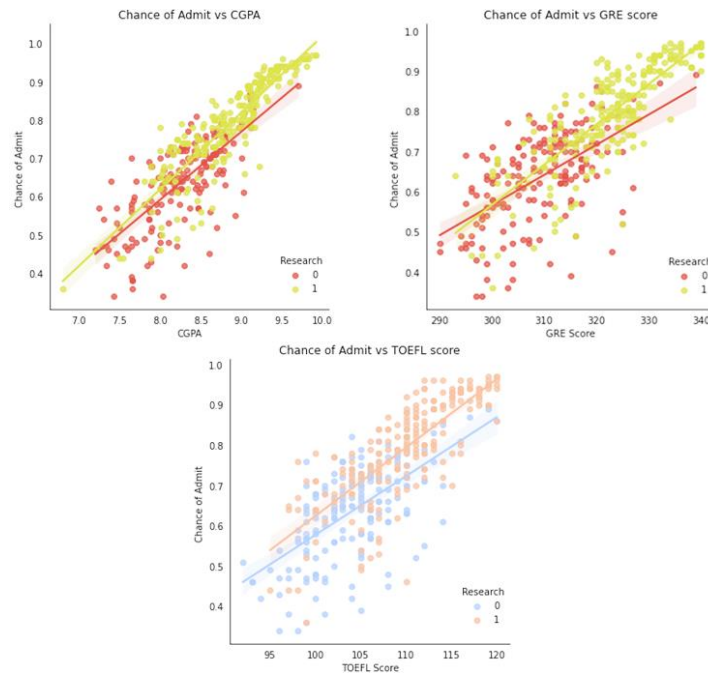 Chance of Admit vs CGPA
1.0
0.9
0.8
0.7
0.6
0.5
0.4
Chance of Admit
7.0 7.5 8.0 8.5 9.0 9.5 10.0
CGPA
Research
0
1
Chance of Admit vs GRE score
1.0
0.9
0.8
0.7
0.6
0.5
0.4
Chance of Admit
290 300 310 320 330 340
GRE Score
Research
0
1
Chance of Admit vs TOEFL score
1.0
0.9
0.8
0.7
0.6
0.5
0.4
Chance of Admit
95 100 105 110 115 120
TOEFL Score
Research
0
1